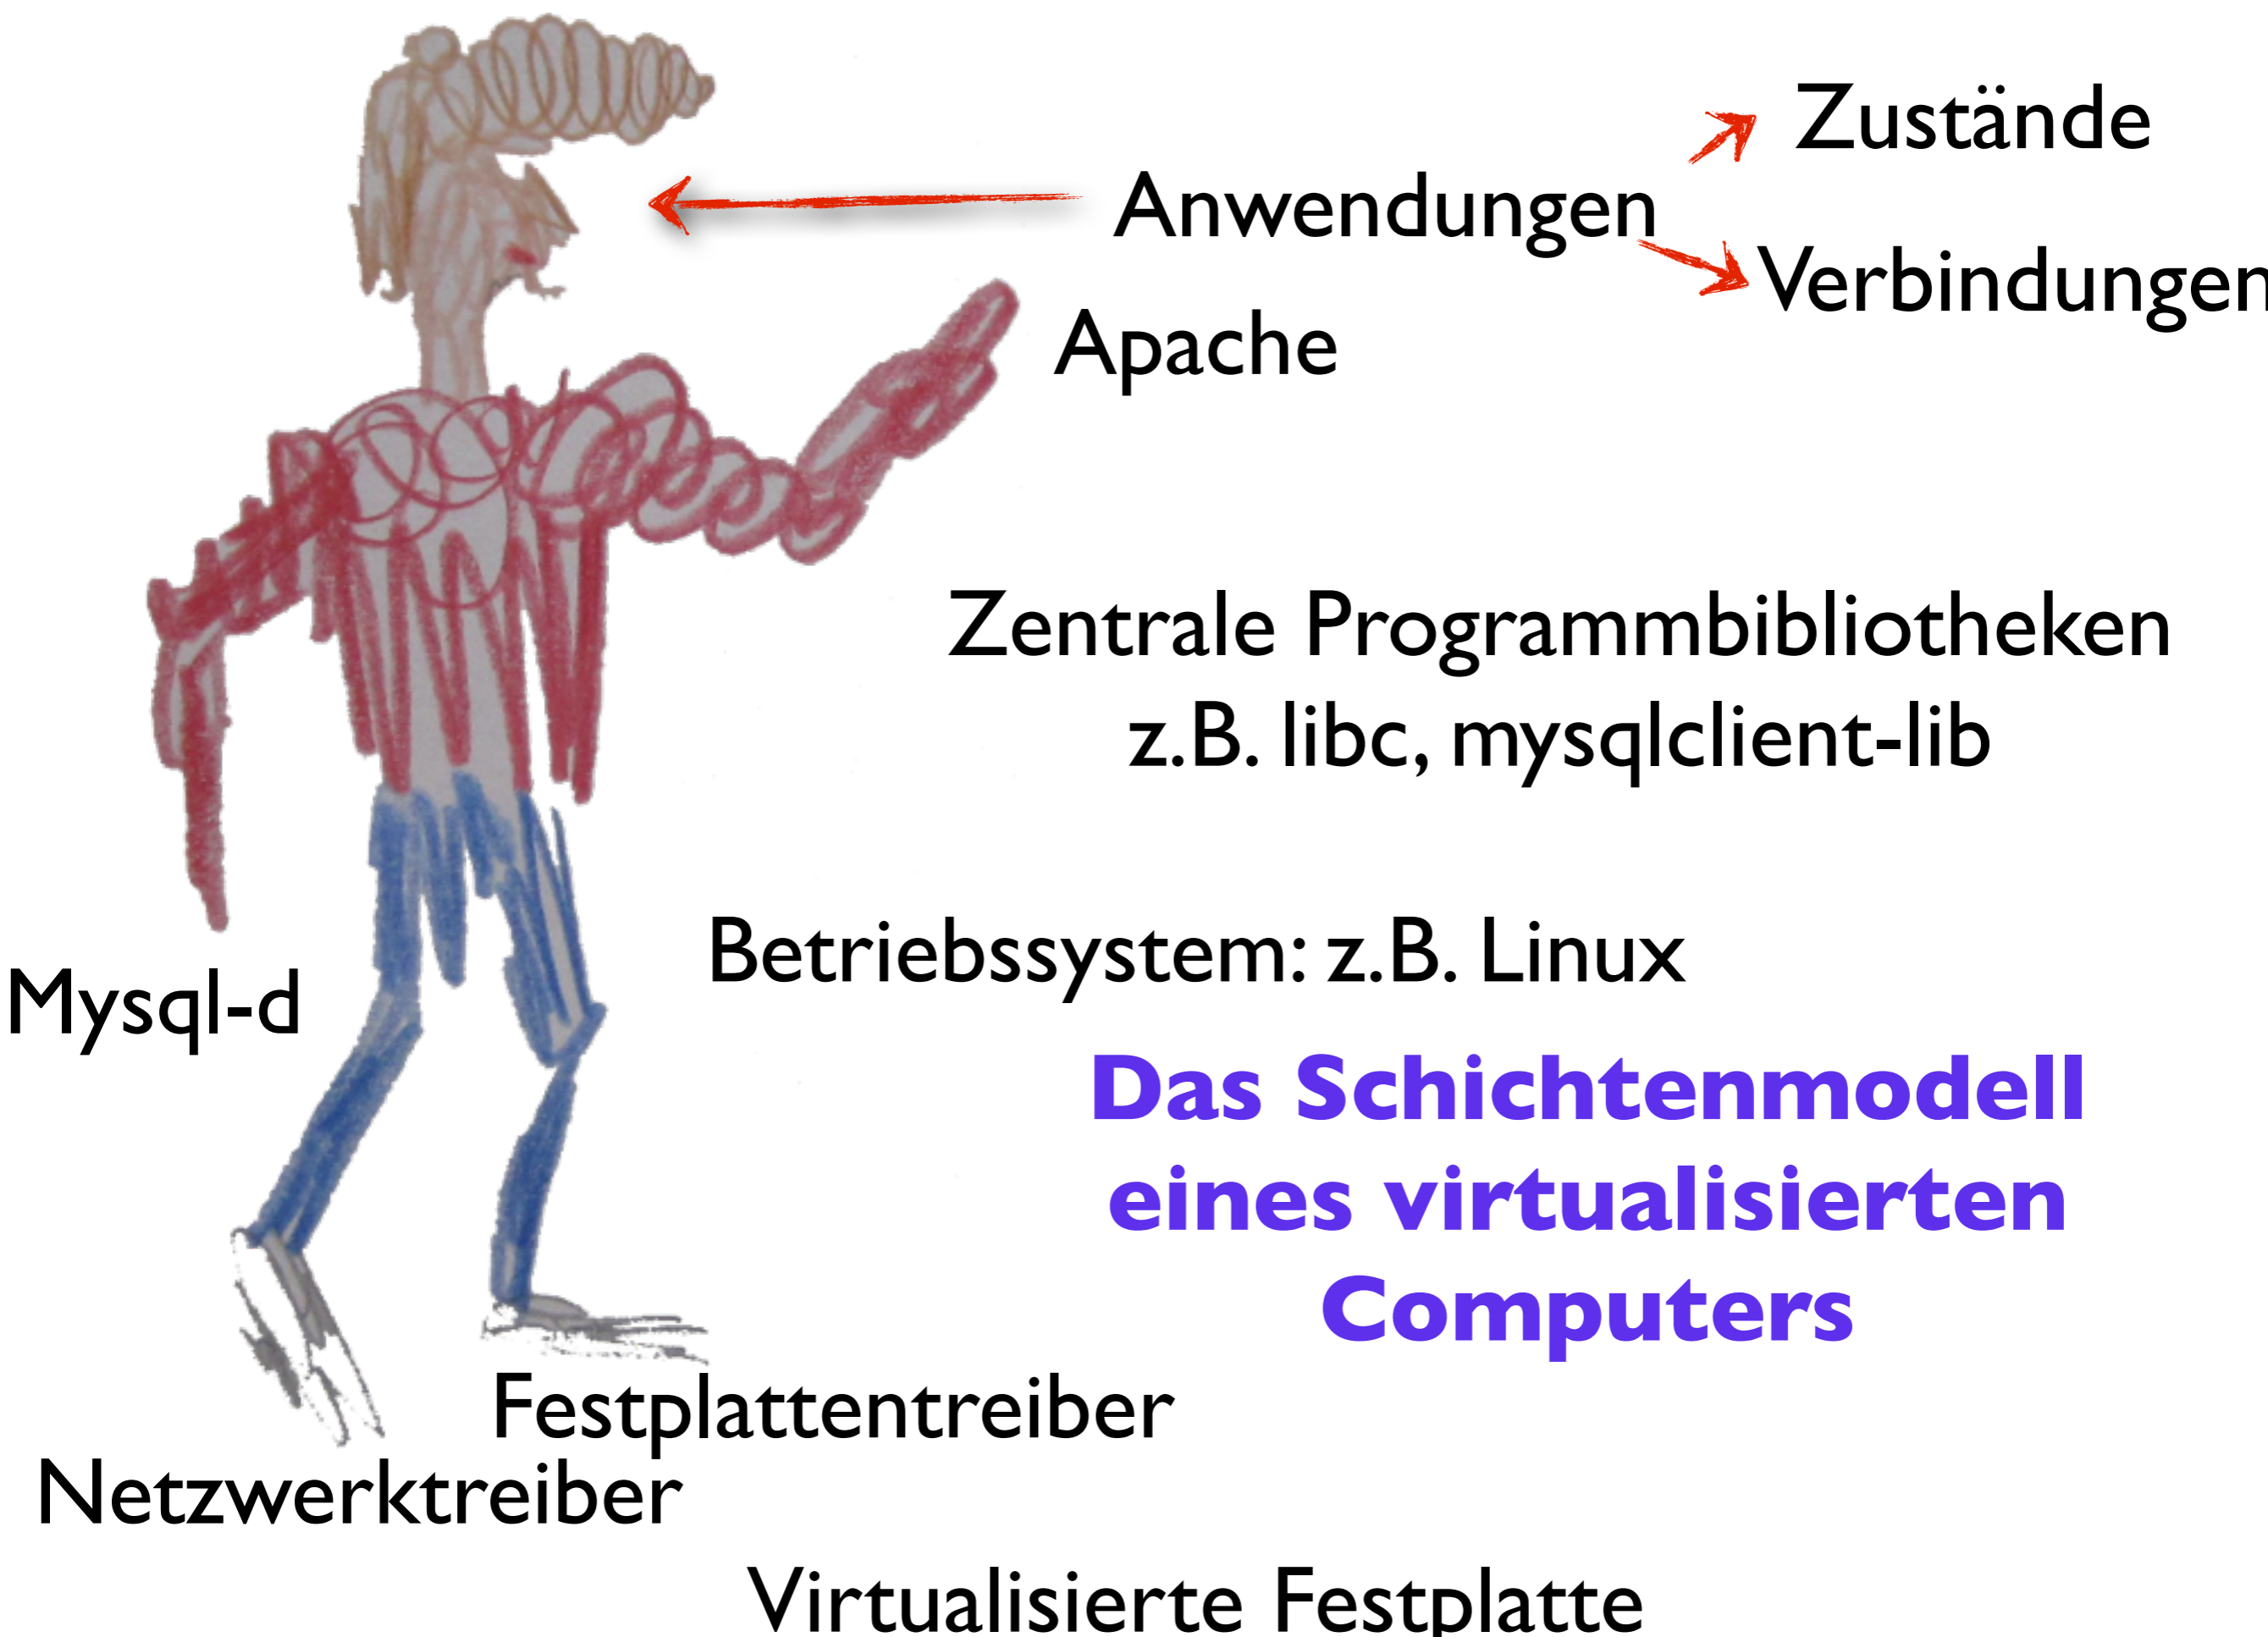 Zustände
Anwendungen
Verbindungen
Apache
Zentrale Programmbibliotheken
z.B. libc, mysqlclient-lib
Betriebssystem: z.B. Linux
Mysql-d
Das Schichtenmodell
eines virtualisierten
Computers
Festplattentreiber
Netzwerktreiber
Virtualisierte Festplatte